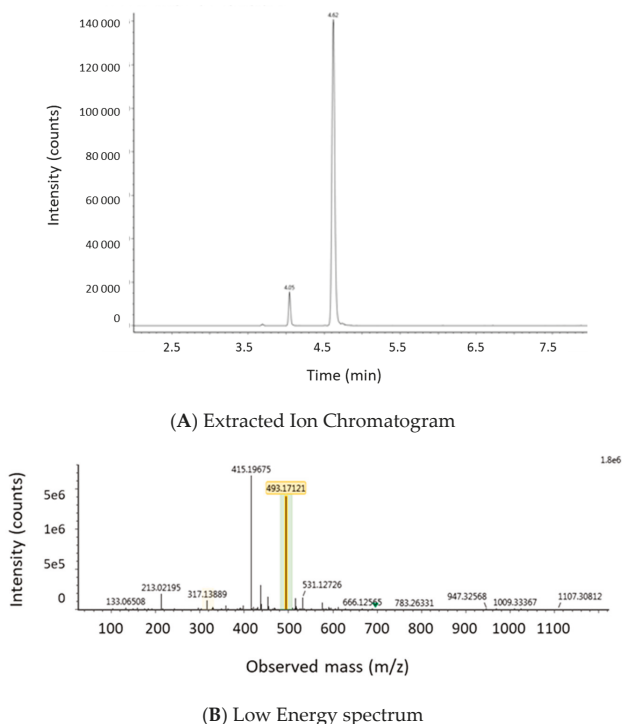 140 000
4.62
120 000
100 000
80 000
60 000
40 000
20 000
4.05
0
Intensity (counts)
2.5 3.5 4.5 5.5 6.5 7.5
Time (min)
(A) Extracted Ion Chromatogram
1.8e6
415.19675
493.17121
5e6
1e6
5e5
0
Intensity (counts)
213.02195
133.06508
317.13889
531.12726
666.12565
783.26331
947.32568
1009.33367
1107.30812
100 200 300 400 500 600 700 800 900 1000 1100
Observed mass (m/z)
(B) Low Energy spectrum